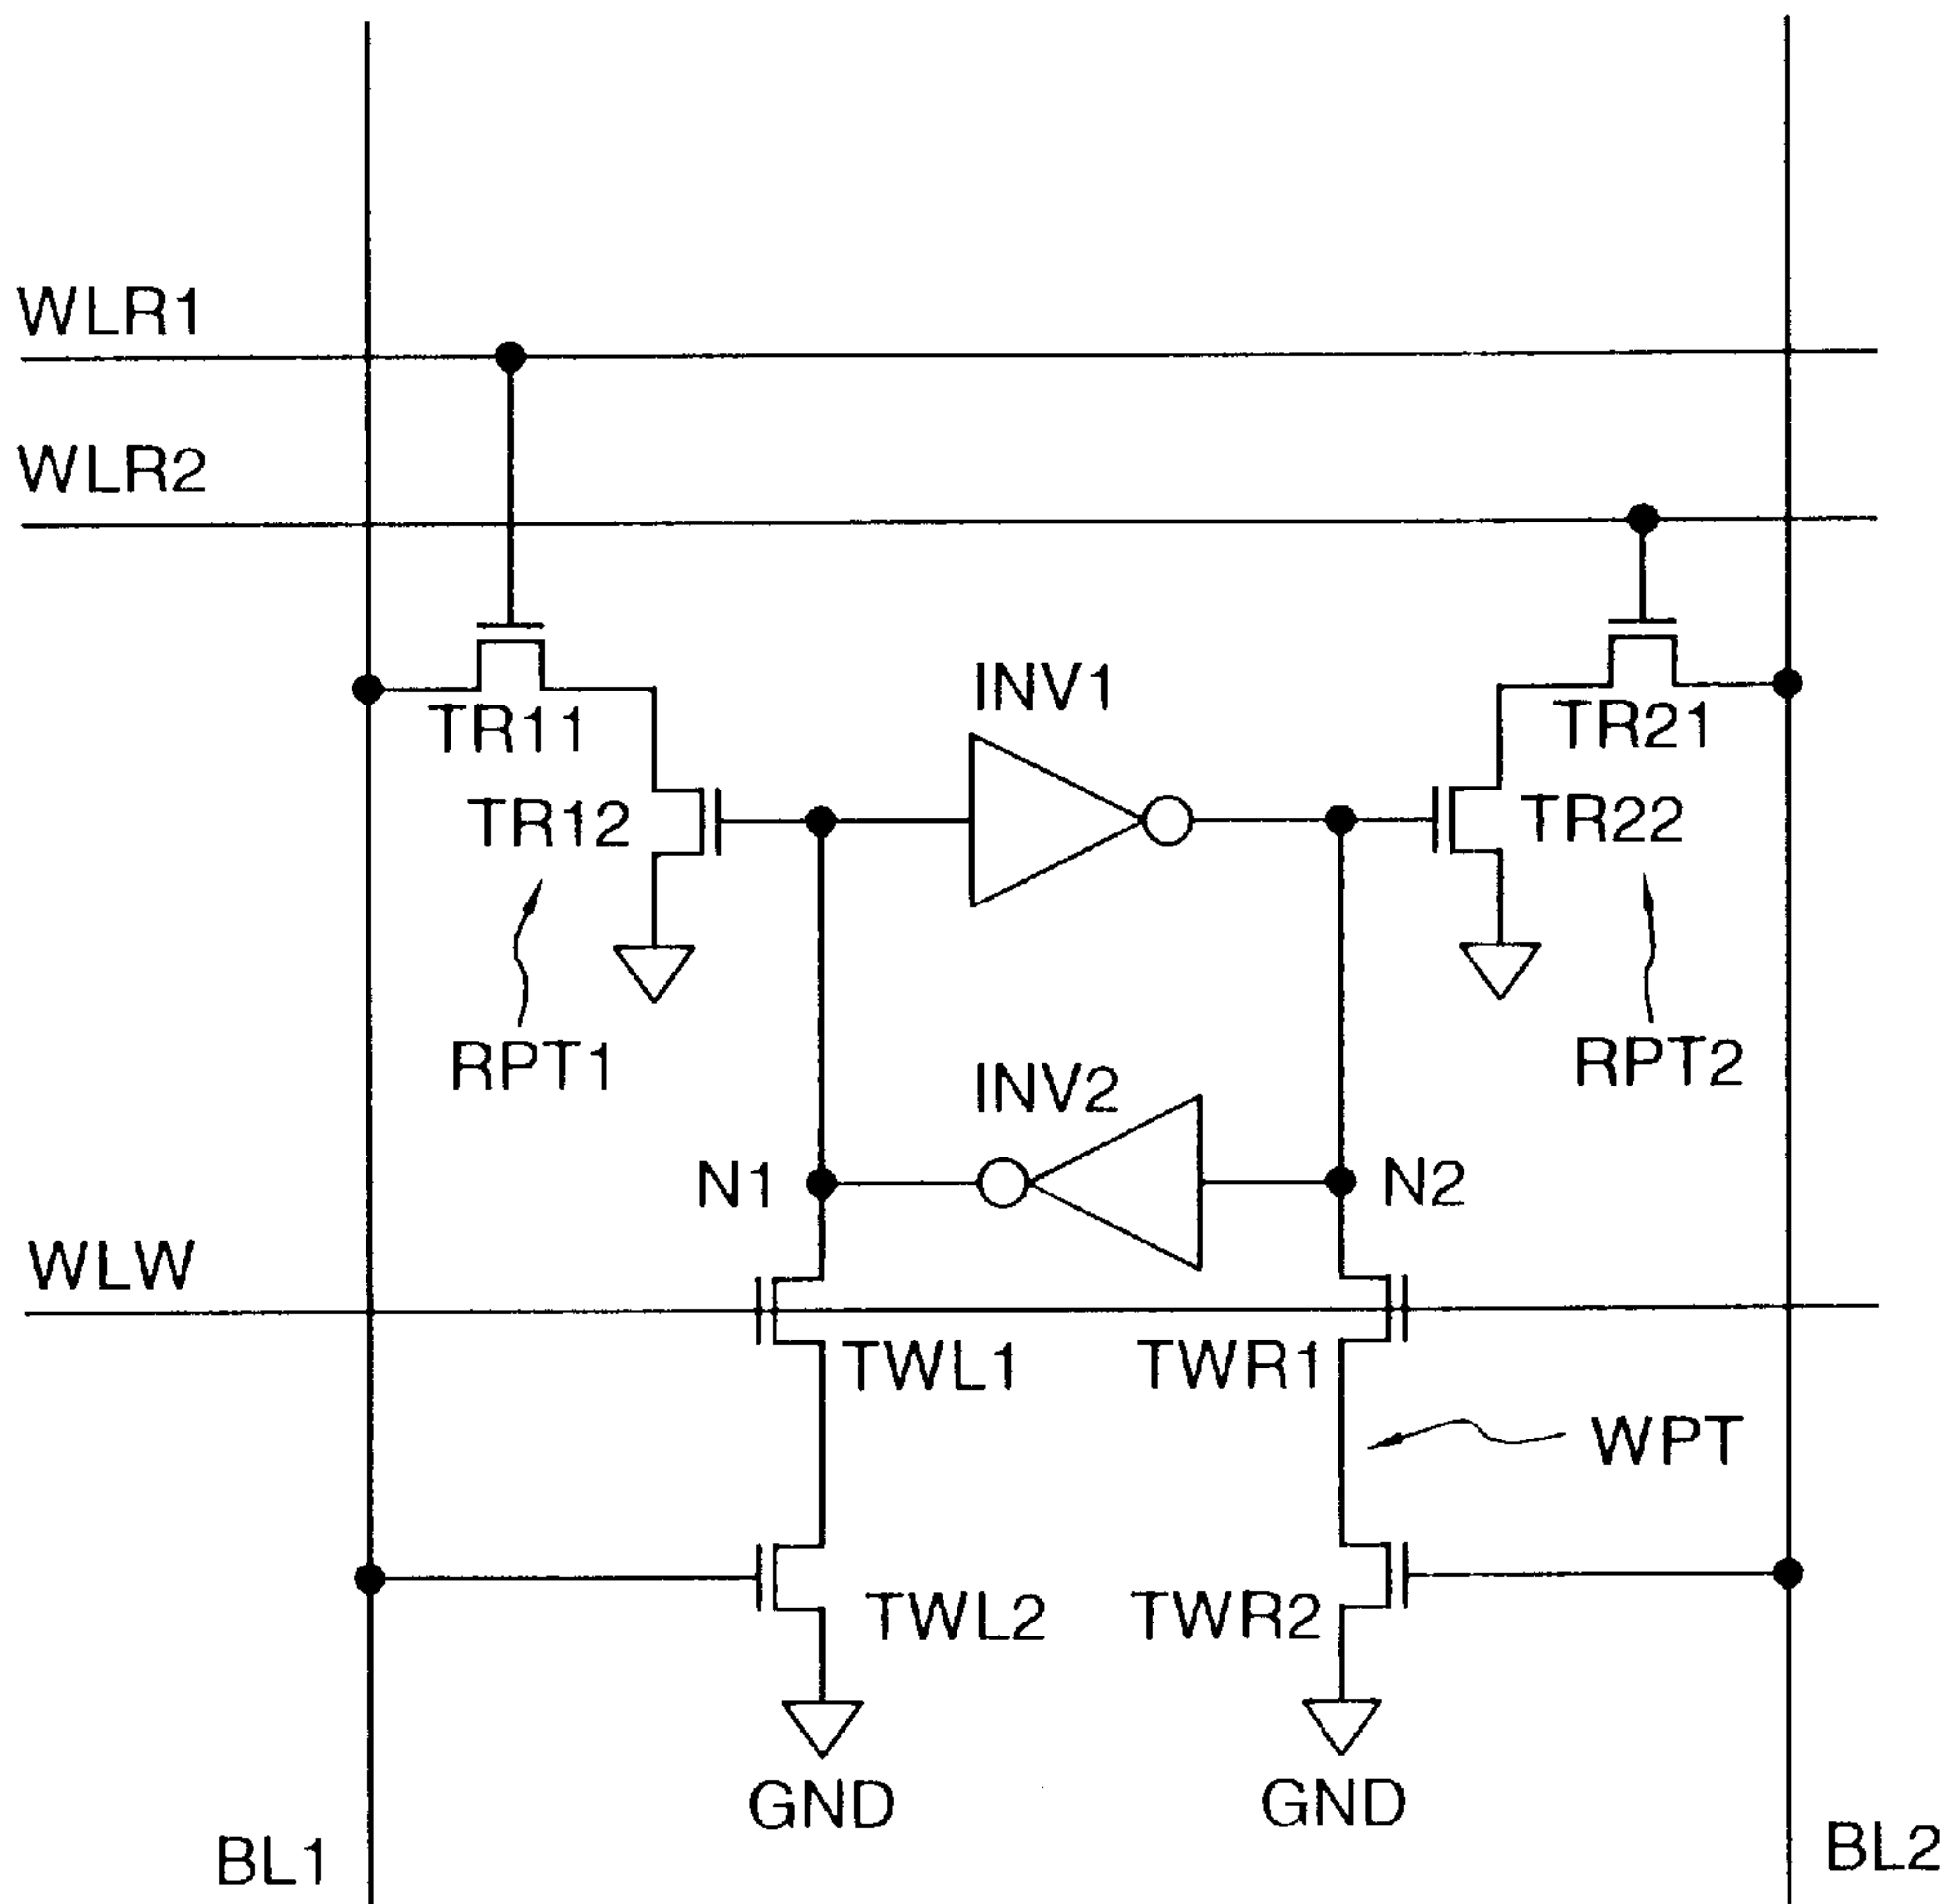 WLR1
WLR2
INV1
TR11
TR21
TR12
TR22
RPT1
RPT2
INV2
N1
N2
WLW
TWL1
TWR1
WPT
TWL2
TWR2
GND
GND
BL1
BL2